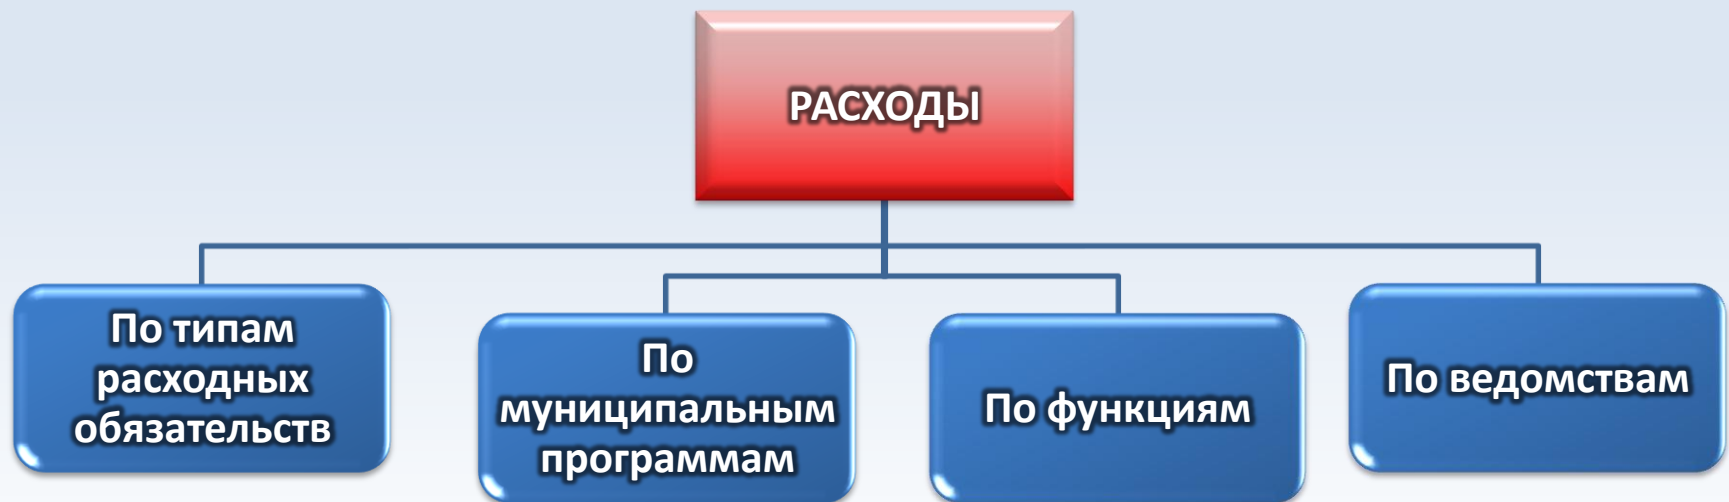 РАСХОДЫ
По типам
расходных
обязательств
По
муниципальным
программам
По функциям
По ведомствам